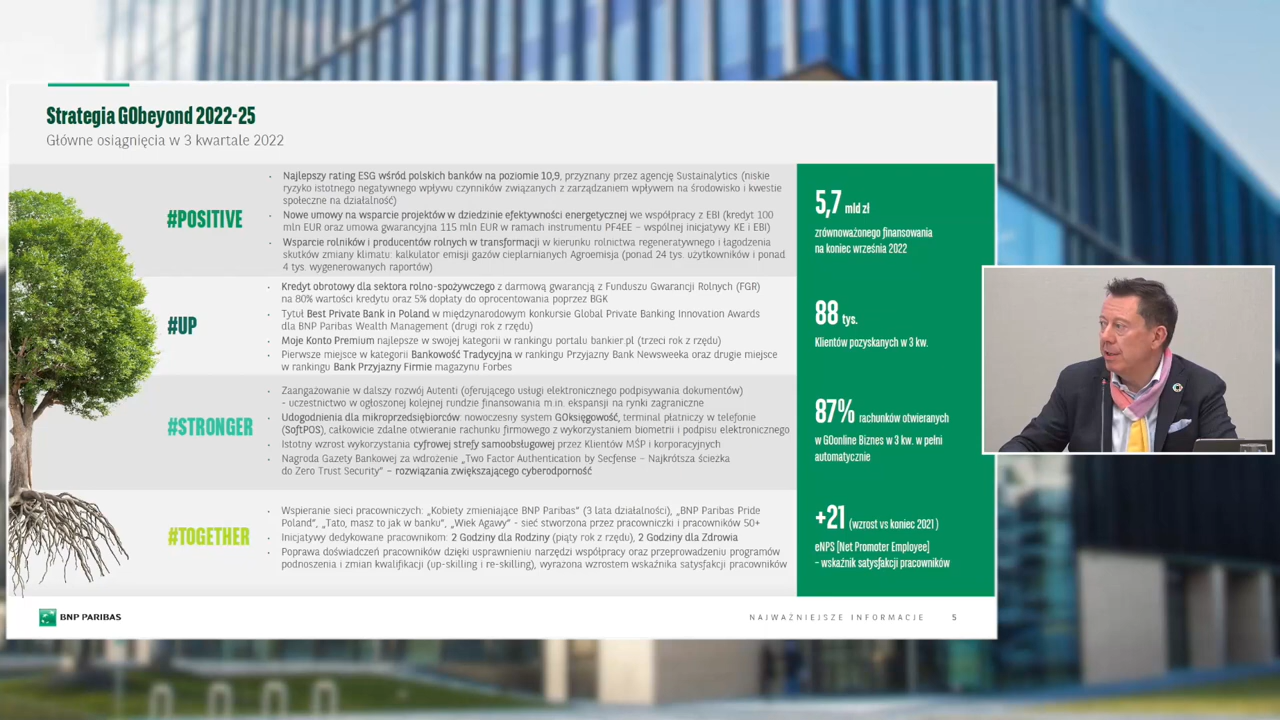 Strategia GObeyond 2022-25
Główne osiągnięcia w 3 kwartale 2022
#POSITIVE
• Najlepszy rating ESG wśród polskich banków na poziomie 10,9, przyznany przez agencję Sustainalytics (niskie
ryzyko istotnego negatywnego wpływu czynników związanych z zarządzaniem wpływem na środowisko i kwestie
społeczne na działalność)
• Nowe umowy na wsparcie projektów w dziedzinie efektywności energetycznej we współpracy z EBI (kredyt 100
mln EUR oraz umowa gwarancyjna 115 mln EUR w ramach instrumentu PF4EE – wspólnej inicjatywy KE i EBI)
• Wsparcie rolników i producentów rolnych w transformacji w kierunku rolnictwa regeneratywnego i łagodzenia
skutków zmiany klimatu: kalkulator emisji gazów cieplarnianych Agroemisja (ponad 24 tys. użytkowników i ponad
4 tys. wygenerowanych raportów)
5,7 mld zł
zrównoważonego finansowania
na koniec września 2022
#UP
• Kredyt obrotowy dla sektora rolno-spożywczego z darmową gwarancją z Funduszu Gwarancji Rolnych (FGR)
na 80% wartości kredytu oraz 5% dopłaty do oprocentowania poprzez BGK
• Tytuł Best Private Bank in Poland w międzynarodowym konkursie Global Private Banking Innovation Awards
dla BNP Paribas Wealth Management (drugi rok z rzędu)
• Moje Konto Premium najlepsze w swojej kategorii w rankingu portalu bankier.pl (trzeci rok z rzędu)
• Pierwsze miejsce w kategorii Bankowość Tradycyjna w rankingu Przyjazny Bank Newsweeka oraz drugie miejsce
w rankingu Bank Przyjazny Firmie magazynu Forbes
88 tys.
Klientów pozyskanych w 3 kw.
#STRONGER
• Zaangażowanie w dalszy rozwój Autenti (oferującego usługi elektronicznego podpisywania dokumentów)
- uczestnictwo w ogłoszonej kolejnej rundzie finansowania m.in. ekspansji na rynki zagraniczne
• Udogodnienia dla mikroprzedsiębiorców: nowoczesny system GOksięgowość, terminal płatniczy w telefonie
(SoftPOS), całkowicie zdalne otwieranie rachunku firmowego z wykorzystaniem biometrii i podpisu elektronicznego
• Istotny wzrost wykorzystania cyfrowej strefy samoobsługowej przez Klientów MŚP i korporacyjnych
• Nagroda Gazety Bankowej za wdrożenie „Two Factor Authentication by Secfense – Najkrótsza ścieżka
do Zero Trust Security" – rozwiązania zwiększającego cyberodporność
87% rachunków otwieranych
w GOonline Biznes w 3 kw. w pełni
automatycznie
#TOGETHER
• Wspieranie sieci pracowniczych: „Kobiety zmieniające BNP Paribas" (3 lata działalności), „BNP Paribas Pride
Poland", „Tato, masz to jak w banku", „Wiek Agawy" - sieć stworzona przez pracowniczki i pracowników 50+
• Inicjatywy dedykowane pracownikom: 2 Godziny dla Rodziny (piąty rok z rzędu), 2 Godziny dla Zdrowia
• Poprawa doświadczeń pracowników dzięki usprawnieniu narzędzi współpracy oraz przeprowadzeniu programów
podnoszenia i zmian kwalifikacji (up-skilling i re-skilling), wyrażona wzrostem wskaźnika satysfakcji pracowników
+21 (wzrost vs koniec 2021)
eNPS [Net Promoter Employee]
– wskaźnik satysfakcji pracowników
BNP PARIBAS
NAJWAŻNIEJSZE INFORMACJE 5